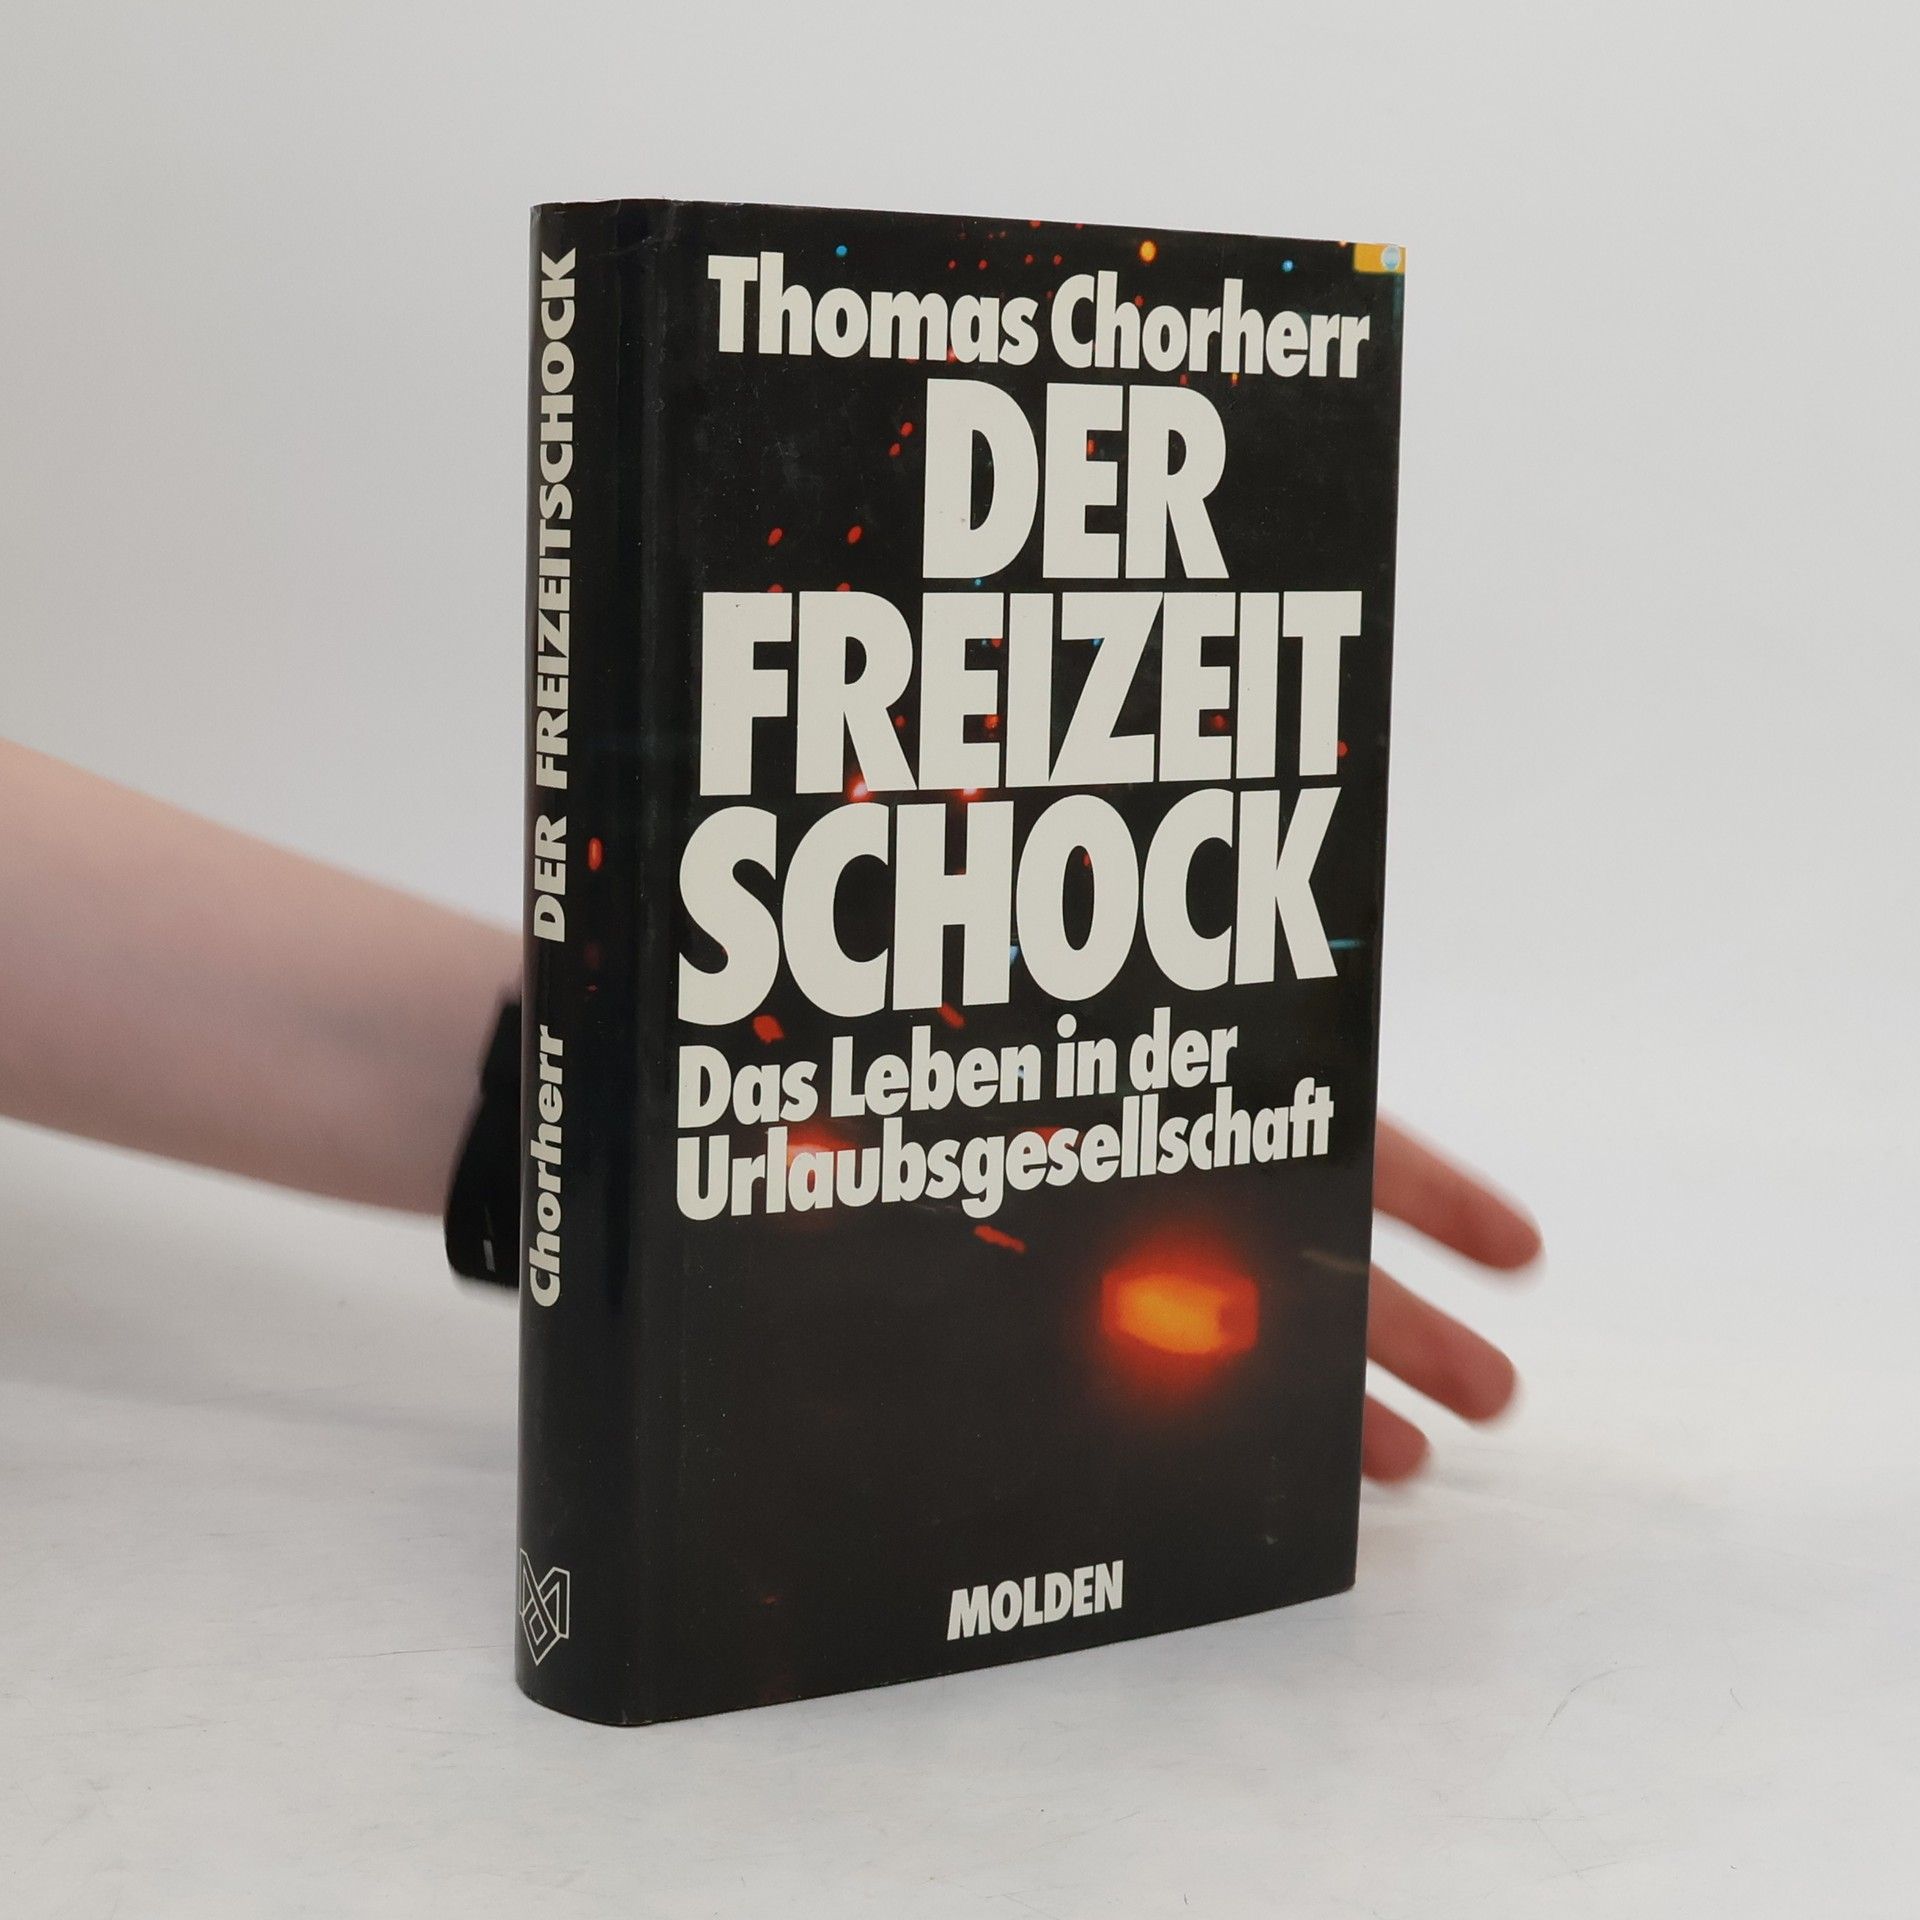 Chorherr DER FREIZEITSCHOCK
Thomas Chorherr
DER
FREIZEIT
SCHOCK
Das Leben in der
Urlaubsgesellschaft
MOLDEN